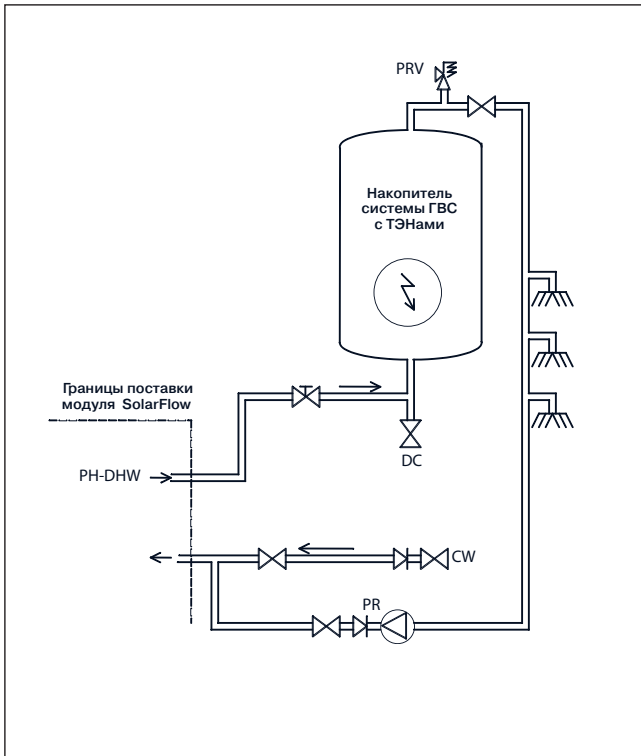 PRV
Накопитель
системы ГВС
с ТЭНами
Границы поставки
модуля SolarFlow
PH-DHW
DC
CW
PR